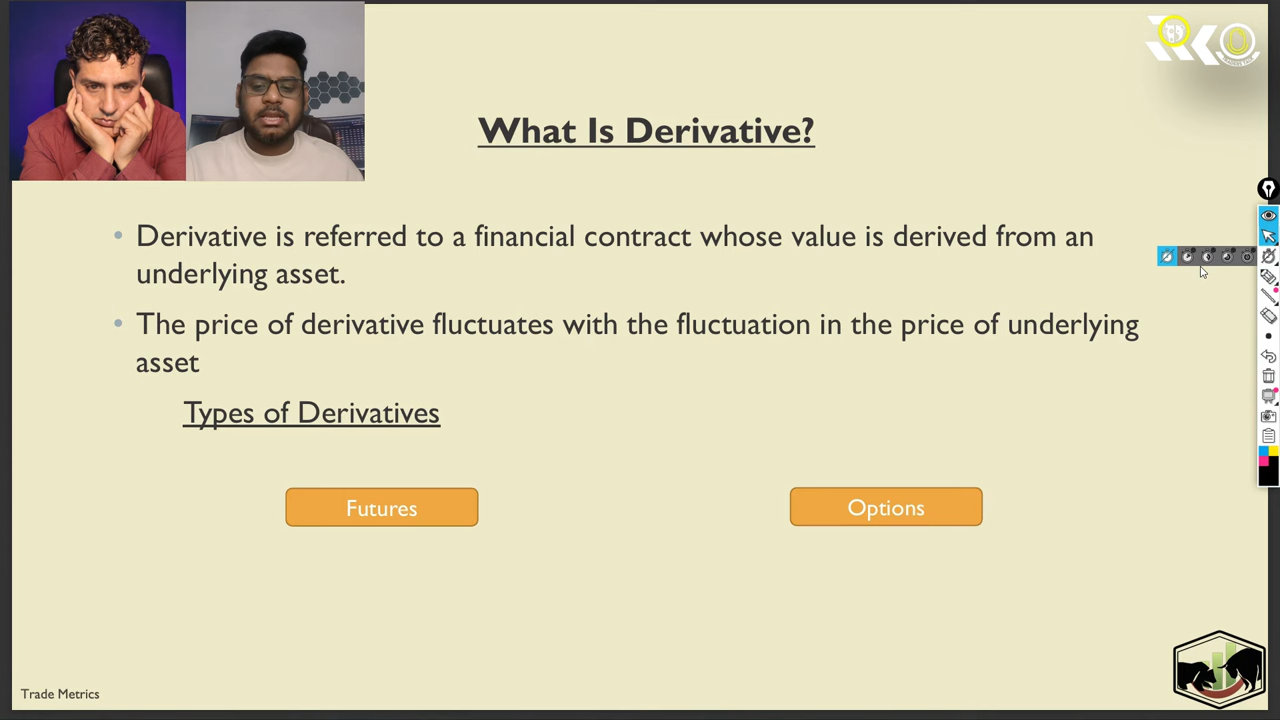 What Is Derivative?
• Derivative is referred to a financial contract whose value is derived from an
underlying asset.
• The price of derivative fluctuates with the fluctuation in the price of underlying
asset
Types of Derivatives
Futures
Options
Trade Metrics